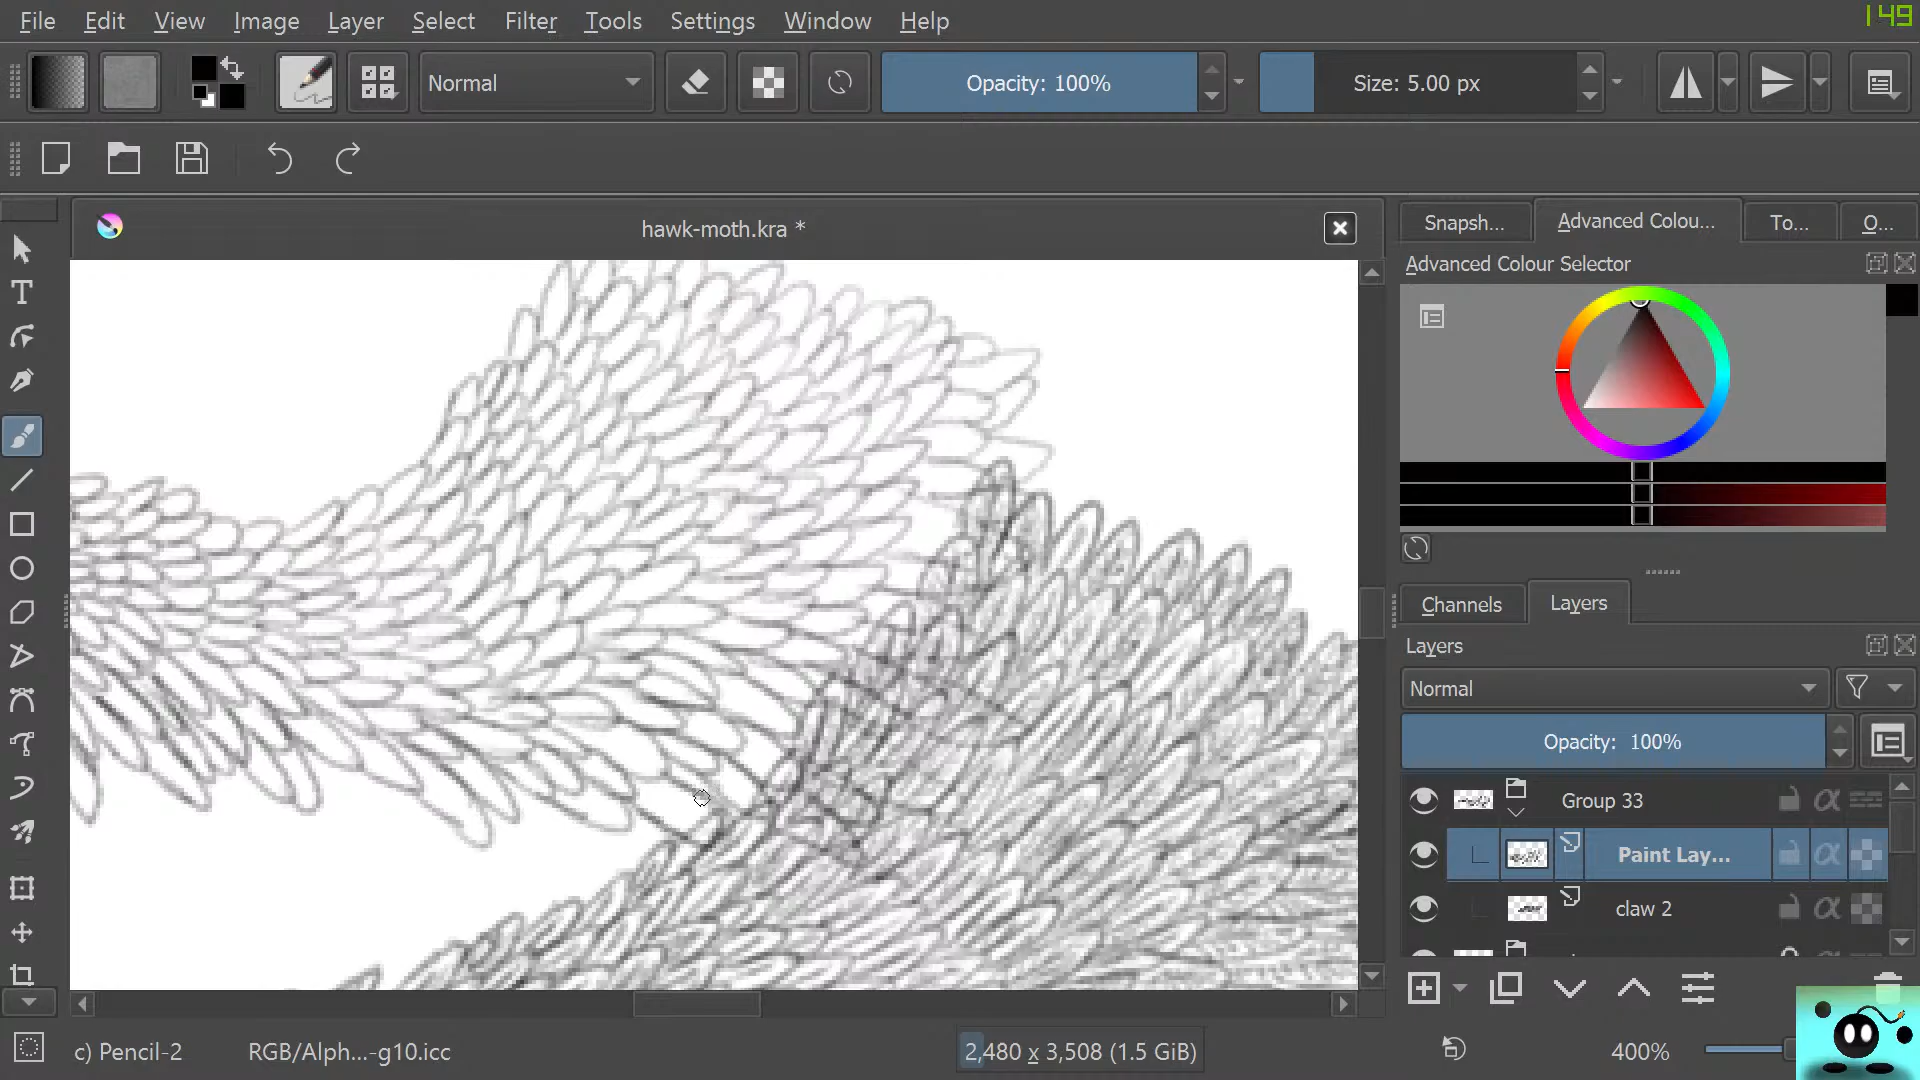 File Edit View Image Layer Select Filter Tools Settings Window Help
149
Normal
Opacity: 100%
Size: 5.00 px
hawk-moth.kra *
Snapsh... Advanced Colou... To... O...
Advanced Colour Selector
Channels Layers
Layers
Normal
Opacity: 100%
Group 33
Paint Lay...
claw 2
c) Pencil-2 RGB/Alph...-g10.icc 2,480 x 3,508 (1.5 GiB) 400%